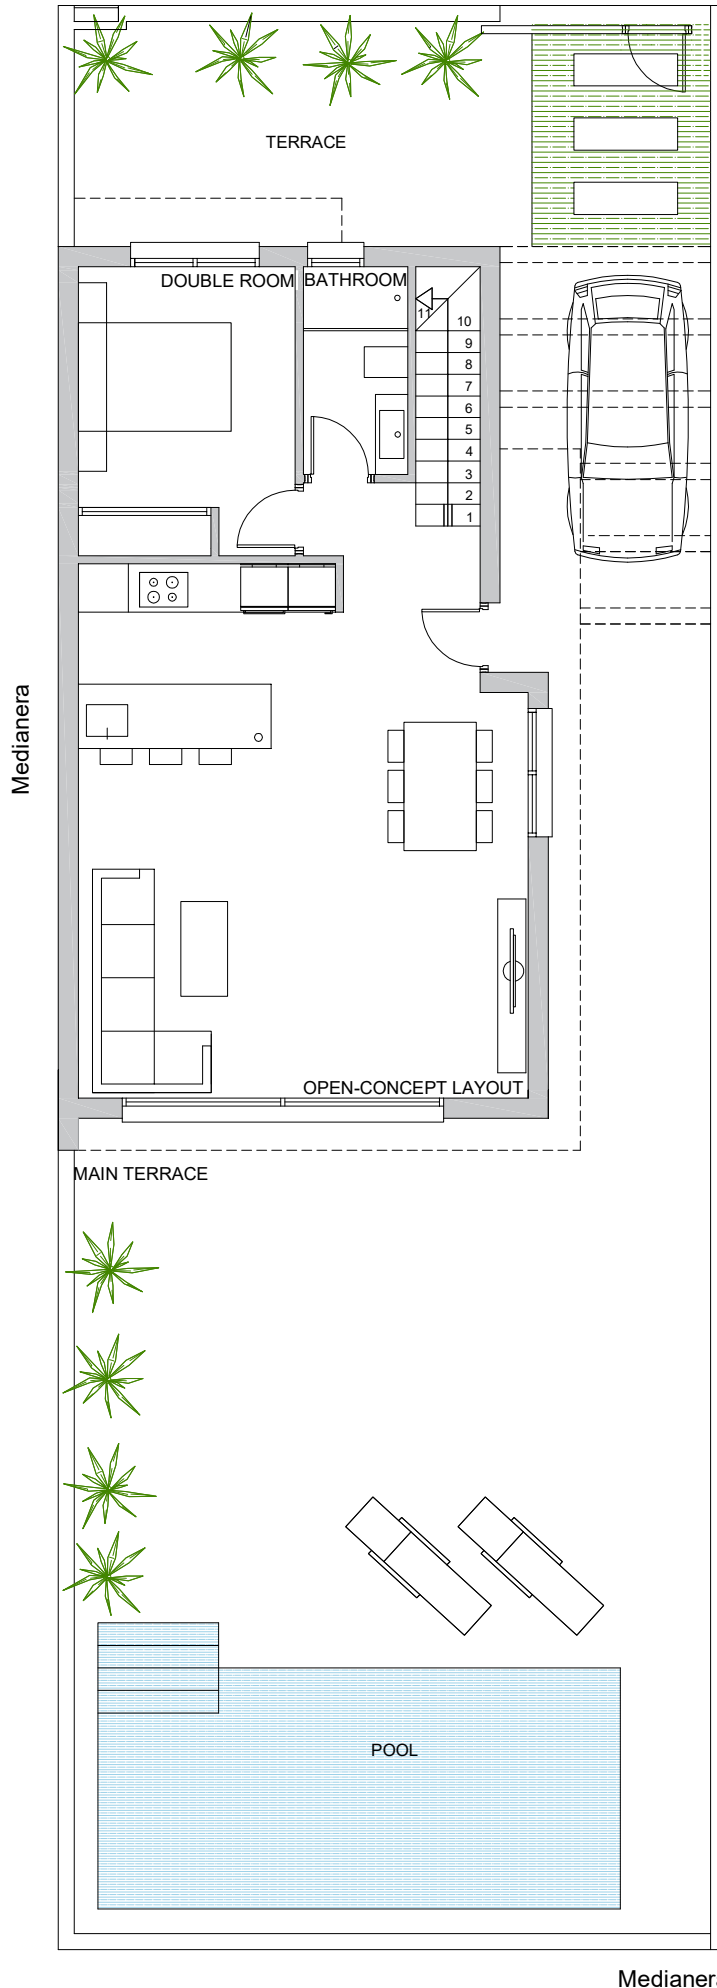 TERRACE
DOUBLE ROOM
BATHROOM
11
10
9
8
7
6
5
4
3
2
1
Medianera
OPEN-CONCEPT LAYOUT
MAIN TERRACE
POOL
Medianera